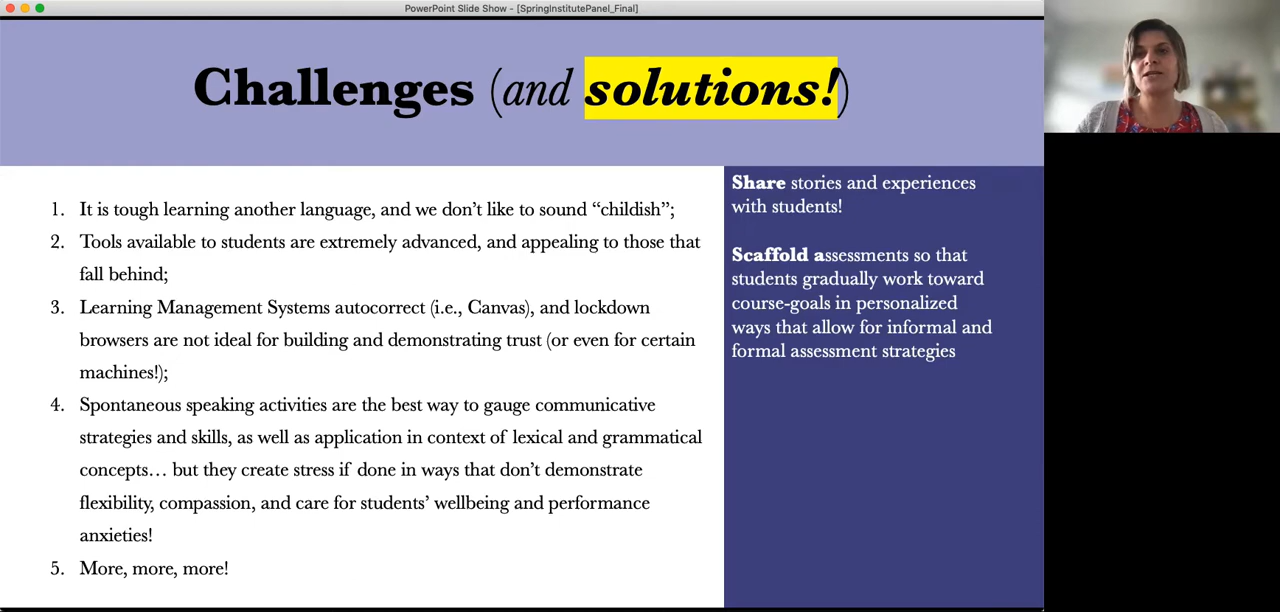 PowerPoint Slide Show - [SpringInstitutePanel_Final]
Challenges (and solutions!)
1. It is tough learning another language, and we don’t like to sound “childish”;
2. Tools available to students are extremely advanced, and appealing to those that
fall behind;
3. Learning Management Systems autocorrect (i.e., Canvas), and lockdown
browsers are not ideal for building and demonstrating trust (or even for certain
machines!);
4. Spontaneous speaking activities are the best way to gauge communicative
strategies and skills, as well as application in context of lexical and grammatical
concepts… but they create stress if done in ways that don’t demonstrate
flexibility, compassion, and care for students’ wellbeing and performance
anxieties!
5. More, more, more!
Share stories and experiences
with students!
Scaffold assessments so that
students gradually work toward
course-goals in personalized
ways that allow for informal and
formal assessment strategies